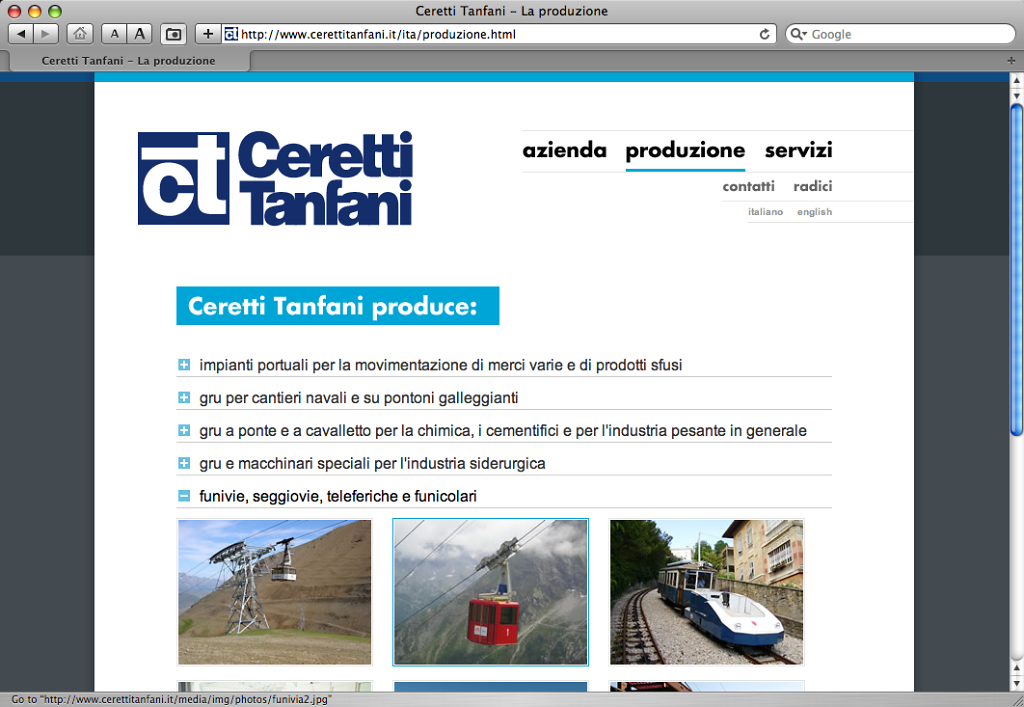 Ceretti Tanfani – La produzione
A A + ct http://www.cerettitanfani.it/ita/produzione.html Google
Ceretti Tanfani – La produzione +
ct Ceretti
Tanfani
azienda produzione servizi
contatti radici
italiano english
Ceretti Tanfani produce:
impianti portuali per la movimentazione di merci varie e di prodotti sfusi
gru per cantieri navali e su pontoni galleggianti
gru a ponte e a cavalletto per la chimica, i cementifici e per l'industria pesante in generale
gru e macchinari speciali per l'industria siderurgica
funivie, seggiovie, teleferiche e funicolari
1
Go to "http://www.cerettitanfani.it/media/img/photos/funivia2.jpg"